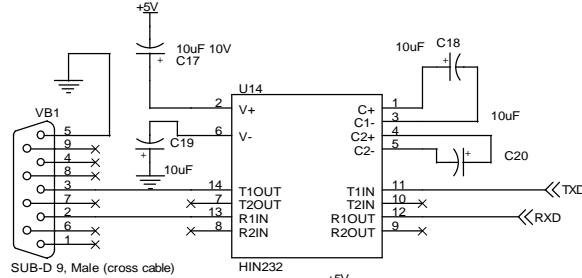 +5V
10uF 10V
+
C17
10uF
C18
+
U14
2
V+
C+
1
C1-
3
10uF
6
V-
C2+
4
C2-
5
VB1
+
C19
+
C20
10uF
5
9
4
8
3
7
2
6
1
14
T1OUT
T1IN
11
TXD
7
T2OUT
T2IN
10
13
R1IN
R1OUT
12
RXD
8
R2IN
R2OUT
9
SUB-D 9, Male (cross cable)
HIN232
+5V